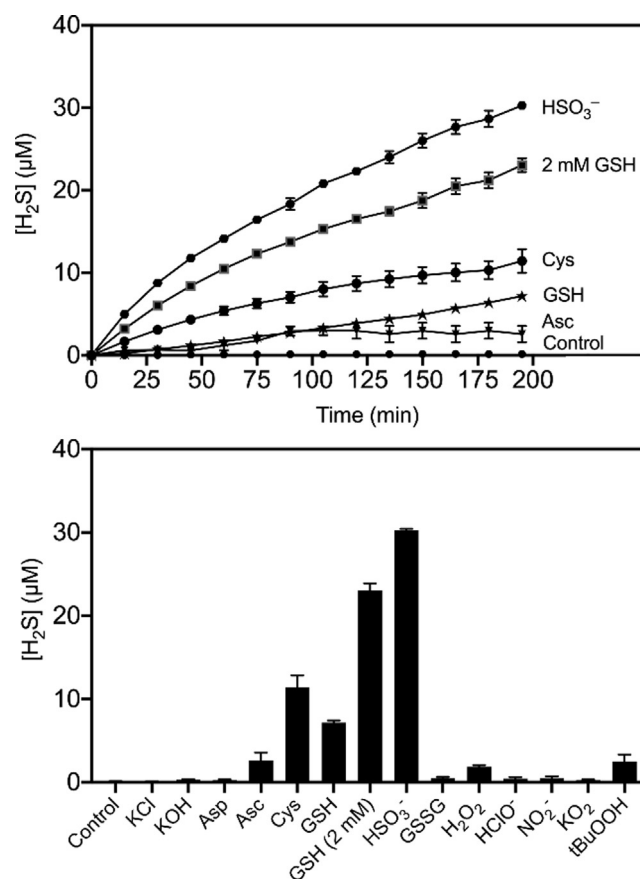 40
30
20
10
0
[H₂S] (µM)
HSO₃⁻
2 mM GSH
Cys
GSH
Asc
Control
0 25 50 75 100 125 150 175 200
Time (min)
40
30
20
10
0
[H₂S] (µM)
Control KCl KOH Asp Asc Cys GSH GSH (2 mM) HSO₃⁻ GSSG H₂O₂ HClO⁻ NO₂⁻ KO₂ tBuOOH